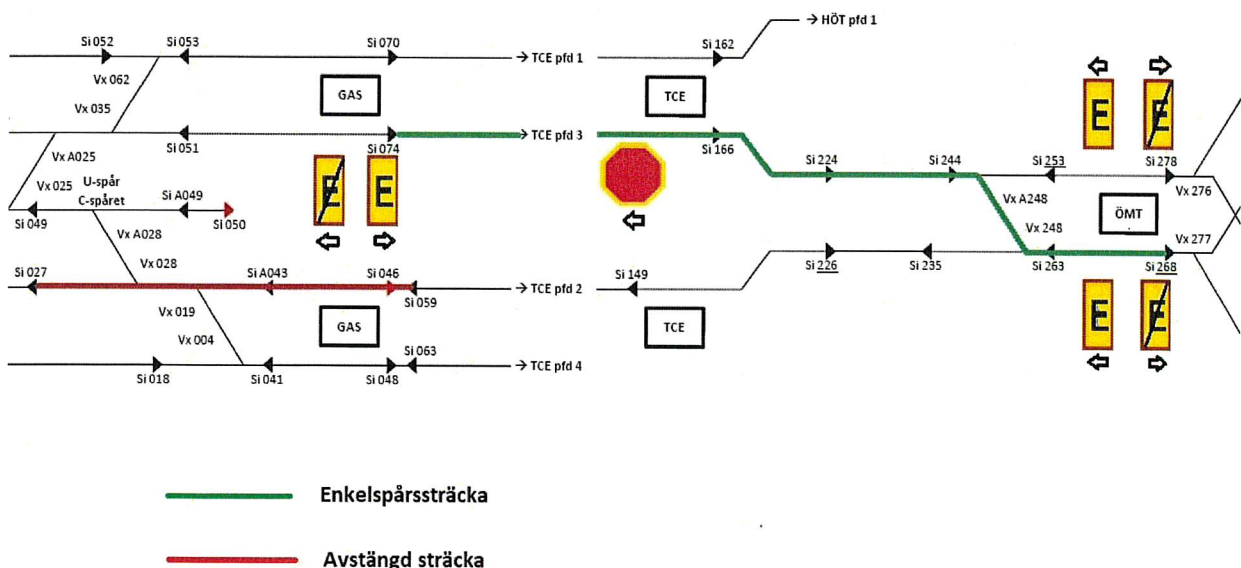 → HÖT pfd 1
Si 052
Si 053
Si 070
→ TCE pfd 1
Si 162
Vx 062
GAS
TCE
E
E
Vx 035
→ TCE pfd 3
Si 051
Si 074
Si 166
Vx A025
Si 224
Si 244
Si 253
Si 278
Vx 025
U-spår
C-spåret
Si A049
E
E
Vx A248
Vx 276
ÖMT
Si 049
Si 050
Vx 248
Vx 277
Vx A028
Vx 028
Si 226
Si 235
Si 263
Si 268
Si 027
Si A043
Si 046
Si 149
→ TCE pfd 2
Si 059
Vx 019
GAS
TCE
E
E
Vx 004
Si 063
→ TCE pfd 4
Si 018
Si 041
Si 048
Enkelspårssträcka
Avstängd sträcka